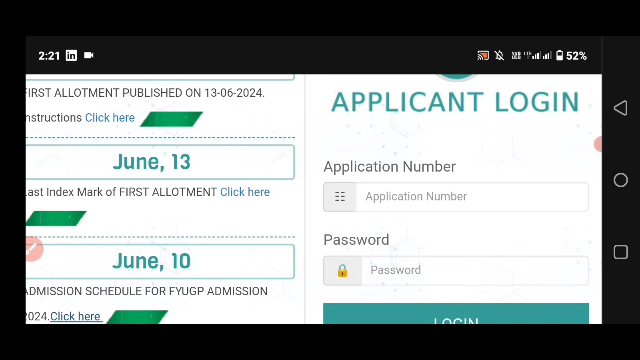 2:21
52%
FIRST ALLOTMENT PUBLISHED ON 13-06-2024.
nstructions Click here
June, 13
Last Index Mark of FIRST ALLOTMENT Click here
June, 10
ADMISSION SCHEDULE FOR FYUGP ADMISSION
2024.Click here
APPLICANT LOGIN
Application Number
Application Number
Password
Password
LOGIN